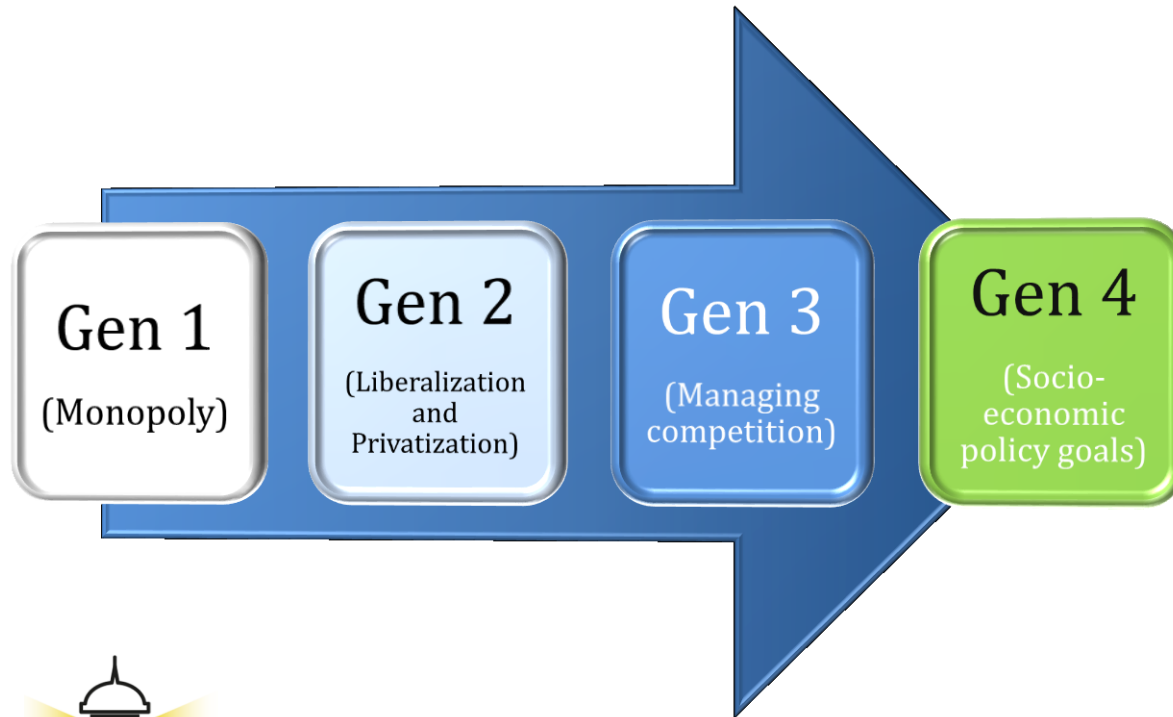 Gen 1
(Monopoly)
Gen 2
(Liberalization
and
Privatization)
Gen 3
(Managing
competition)
Gen 4
(Socio-
economic
policy goals)